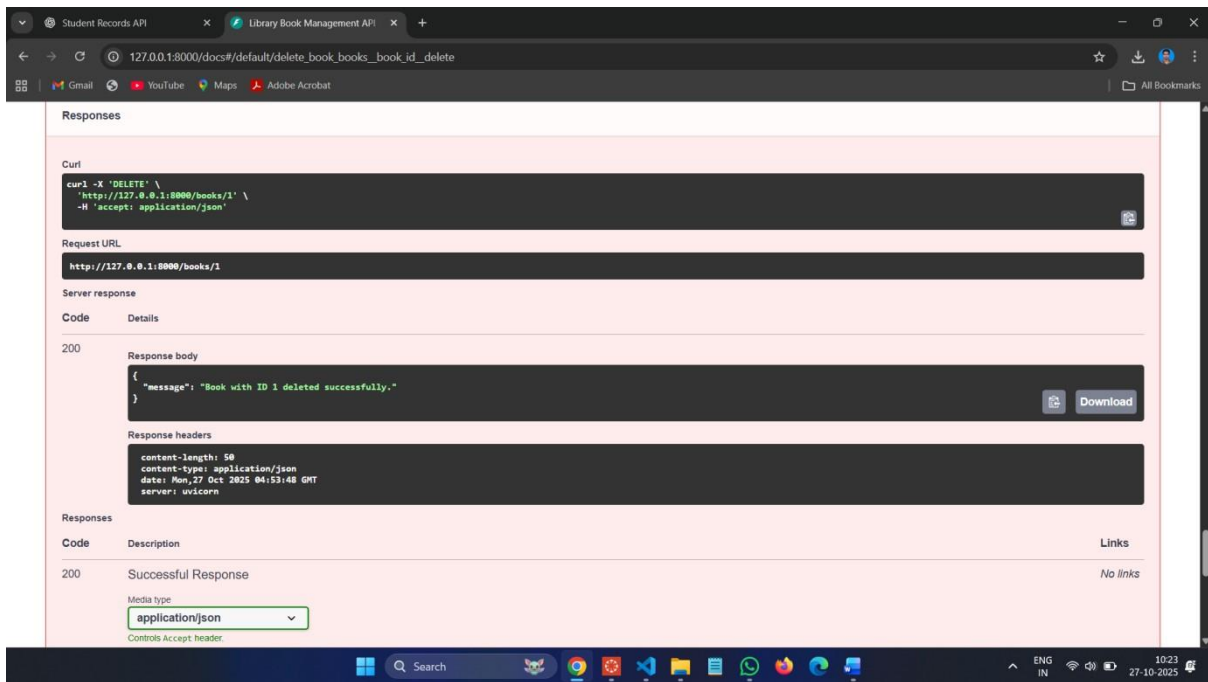 Student Records API
Library Book Management API
127.0.0.1:8000/docs#/default/delete_book_books__book_id__delete
Gmail
YouTube
Maps
Adobe Acrobat
All Bookmarks
Responses
Curl
curl -X 'DELETE' \
'http://127.0.0.1:8000/books/1' \
-H 'accept: application/json'
Request URL
http://127.0.0.1:8000/books/1
Server response
Code Details
200
Response body
{
"message": "Book with ID 1 deleted successfully."
}
Download
Response headers
content-length: 50
content-type: application/json
date: Mon,27 Oct 2025 04:53:48 GMT
server: uvicorn
Responses
Code Description Links
200 Successful Response No links
Media type
application/json
Controls Accept header.
Search
ENG
IN
10:23
27-10-2025